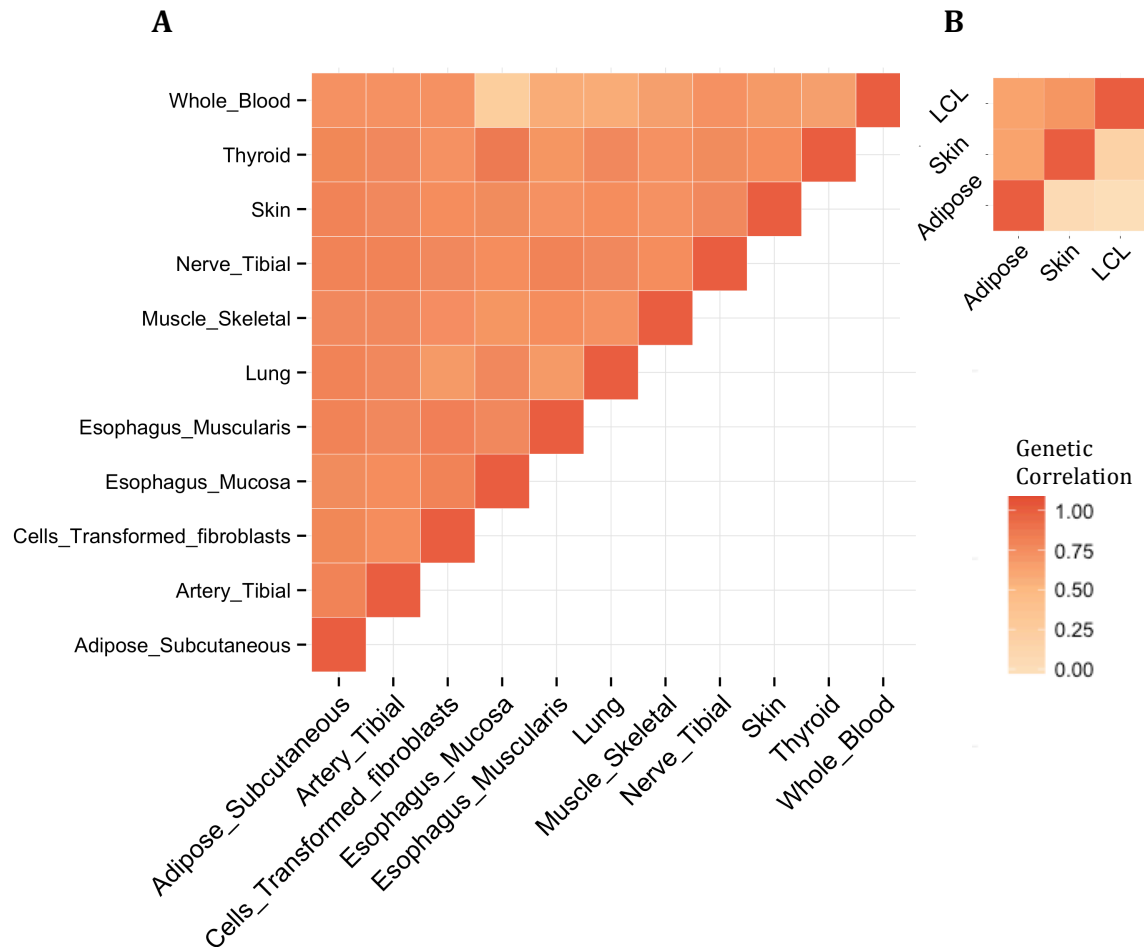 A
B
Whole_Blood
Thyroid
Skin
Nerve_Tibial
Muscle_Skeletal
Lung
Esophagus_Muscularis
Esophagus_Mucosa
Cells_Transformed_fibroblasts
Artery_Tibial
Adipose_Subcutaneous
Adipose_Subcutaneous
Artery_Tibial
Cells_Transformed_fibroblasts
Esophagus_Mucosa
Esophagus_Muscularis
Lung
Muscle_Skeletal
Nerve_Tibial
Skin
Thyroid
Whole_Blood
LCL
Skin
Adipose
Adipose
Skin
LCL
Genetic
Correlation
1.00
0.75
0.50
0.25
0.00